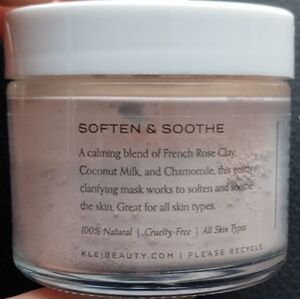 SOFTEN & SOOTHE
A calming blend of French Rose Clay,
Coconut Milk, and Chamomile, this gently
clarifying mask works to soften and soothe
the skin. Great for all skin types.
100% Natural | Cruelty-Free | All Skin Types
KLEIBEAUTY.COM | PLEASE RECYCLE